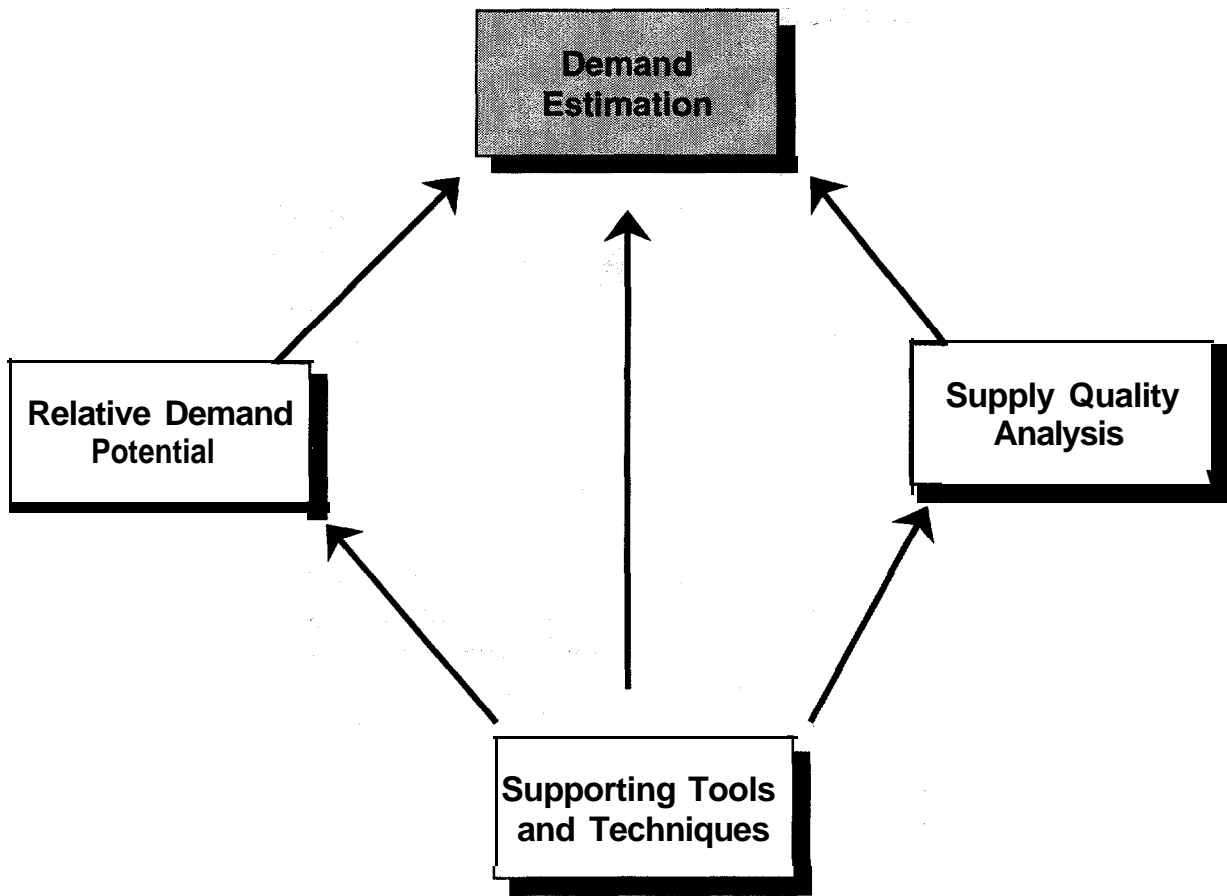 Demand
Estimation
Relative Demand
Potential
Supply Quality
Analysis
Supporting Tools
and Techniques